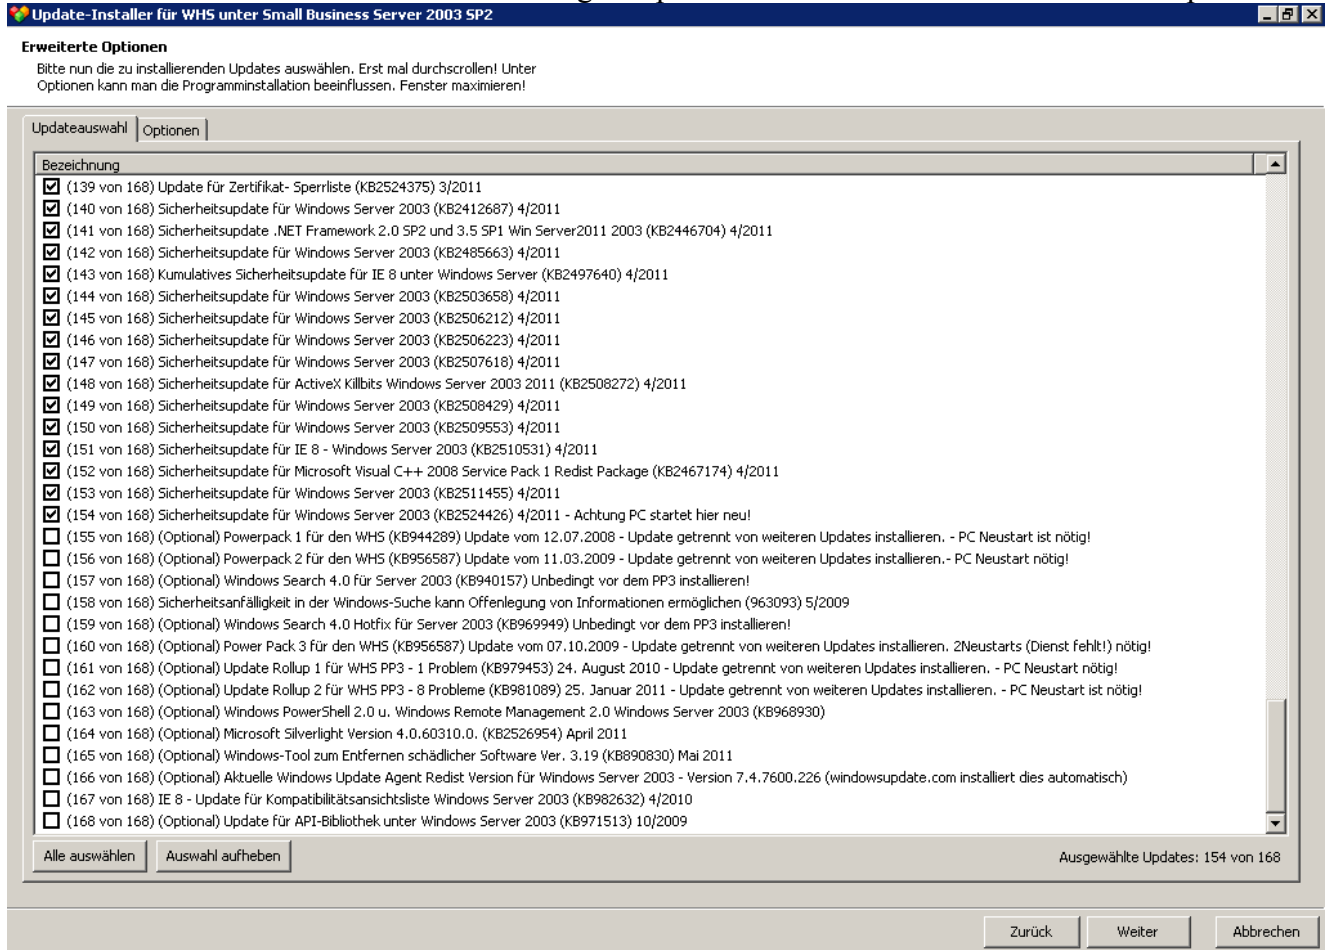 Update-Installer für WHS unter Small Business Server 2003 SP2
Erweiterte Optionen
Bitte nun die zu installierenden Updates auswählen. Erst mal durchscrollen! Unter
Optionen kann man die Programminstallation beeinflussen. Fenster maximieren!
Updateauswahl Optionen
Bezeichnung
(139 von 168) Update für Zertifikat- Sperrliste (KB2524375) 3/2011
(140 von 168) Sicherheitsupdate für Windows Server 2003 (KB2412687) 4/2011
(141 von 168) Sicherheitsupdate .NET Framework 2.0 SP2 und 3.5 SP1 Win Server2011 2003 (KB2446704) 4/2011
(142 von 168) Sicherheitsupdate für Windows Server 2003 (KB2485663) 4/2011
(143 von 168) Kumulatives Sicherheitsupdate für IE 8 unter Windows Server (KB2497640) 4/2011
(144 von 168) Sicherheitsupdate für Windows Server 2003 (KB2503658) 4/2011
(145 von 168) Sicherheitsupdate für Windows Server 2003 (KB2506212) 4/2011
(146 von 168) Sicherheitsupdate für Windows Server 2003 (KB2506223) 4/2011
(147 von 168) Sicherheitsupdate für Windows Server 2003 (KB2507618) 4/2011
(148 von 168) Sicherheitsupdate für ActiveX Killbits Windows Server 2003 2011 (KB2508272) 4/2011
(149 von 168) Sicherheitsupdate für Windows Server 2003 (KB2508429) 4/2011
(150 von 168) Sicherheitsupdate für Windows Server 2003 (KB2509553) 4/2011
(151 von 168) Sicherheitsupdate für IE 8 - Windows Server 2003 (KB2510531) 4/2011
(152 von 168) Sicherheitsupdate für Microsoft Visual C++ 2008 Service Pack 1 Redist Package (KB2467174) 4/2011
(153 von 168) Sicherheitsupdate für Windows Server 2003 (KB2511455) 4/2011
(154 von 168) Sicherheitsupdate für Windows Server 2003 (KB2524426) 4/2011 - Achtung PC startet hier neu!
(155 von 168) (Optional) Powerpack 1 für den WHS (KB944289) Update vom 12.07.2008 - Update getrennt von weiteren Updates installieren. - PC Neustart ist nötig!
(156 von 168) (Optional) Powerpack 2 für den WHS (KB956587) Update vom 11.03.2009 - Update getrennt von weiteren Updates installieren.- PC Neustart nötig!
(157 von 168) (Optional) Windows Search 4.0 für Server 2003 (KB940157) Unbedingt vor dem PP3 installieren!
(158 von 168) Sicherheitsanfälligkeit in der Windows-Suche kann Offenlegung von Informationen ermöglichen (963093) 5/2009
(159 von 168) (Optional) Windows Search 4.0 Hotfix für Server 2003 (KB969949) Unbedingt vor dem PP3 installieren!
(160 von 168) (Optional) Power Pack 3 für den WHS (KB956587) Update vom 07.10.2009 - Update getrennt von weiteren Updates installieren. 2Neustarts (Dienst fehlt!) nötig!
(161 von 168) (Optional) Update Rollup 1 für WHS PP3 - 1 Problem (KB979453) 24. August 2010 - Update getrennt von weiteren Updates installieren. - PC Neustart nötig!
(162 von 168) (Optional) Update Rollup 2 für WHS PP3 - 8 Probleme (KB981089) 25. Januar 2011 - Update getrennt von weiteren Updates installieren. - PC Neustart ist nötig!
(163 von 168) (Optional) Windows PowerShell 2.0 u. Windows Remote Management 2.0 Windows Server 2003 (KB968930)
(164 von 168) (Optional) Microsoft Silverlight Version 4.0.60310.0. (KB2526954) April 2011
(165 von 168) (Optional) Windows-Tool zum Entfernen schädlicher Software Ver. 3.19 (KB890830) Mai 2011
(166 von 168) (Optional) Aktuelle Windows Update Agent Redist Version für Windows Server 2003 - Version 7.4.7600.226 (windowsupdate.com installiert dies automatisch)
(167 von 168) IE 8 - Update für Kompatibilitätsansichtsliste Windows Server 2003 (KB982632) 4/2010
(168 von 168) (Optional) Update für API-Bibliothek unter Windows Server 2003 (KB971513) 10/2009
Alle auswählen Auswahl aufheben Ausgewählte Updates: 154 von 168
Zurück Weiter Abbrechen